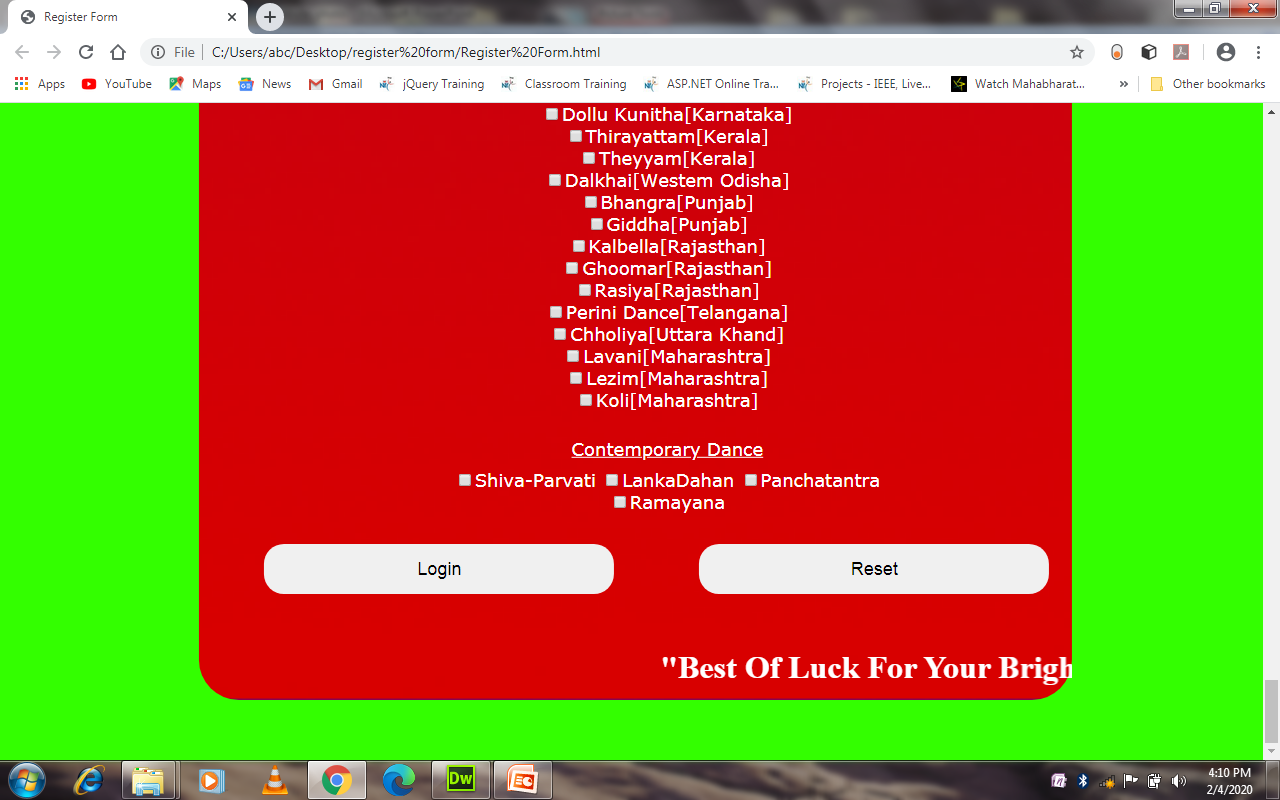 Register Form
File
C:/Users/abc/Desktop/register%20form/Register%20Form.html
Apps
YouTube
Maps
News
Gmail
jQuery Training
Classroom Training
ASP.NET Online Tra...
Projects - IEEE, Live...
Watch Mahabharat...
»
Other bookmarks
Dollu Kunitha[Karnataka]
Thirayattam[Kerala]
Theyyam[Kerala]
Dalkhai[Westem Odisha]
Bhangra[Punjab]
Giddha[Punjab]
Kalbella[Rajasthan]
Ghoomar[Rajasthan]
Rasiya[Rajasthan]
Perini Dance[Telangana]
Chholiya[Uttara Khand]
Lavani[Maharashtra]
Lezim[Maharashtra]
Koli[Maharashtra]
Contemporary Dance
Shiva-Parvati LankaDahan Panchatantra
Ramayana
Login
Reset
"Best Of Luck For Your Brigh
Dw
4:10 PM
2/4/2020